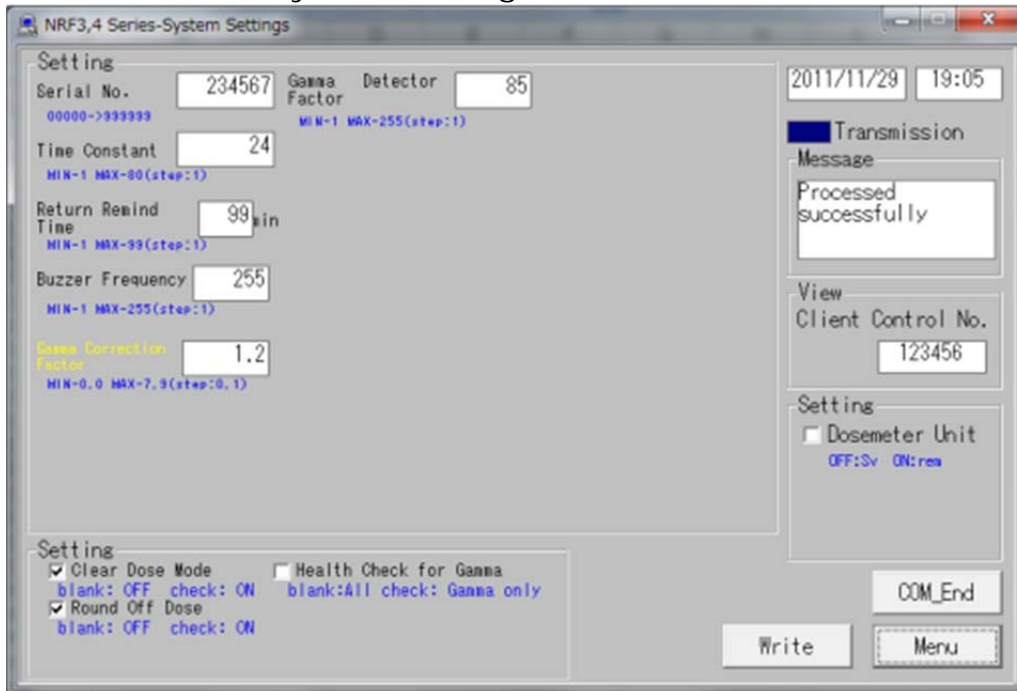 NRF3,4 Series-System Settings
Setting
Serial No. 234567
00000->999999
Gamma Detector
Factor 85
MIN-1 MAX-255(step:1)
Time Constant 24
MIN-1 MAX-80(step:1)
Return Remind
Time 99 min
MIN-1 MAX-99(step:1)
Buzzer Frequency 255
MIN-1 MAX-255(step:1)
Gamma Correction
Factor 1.2
MIN-0.0 MAX-7.9(step:0.1)
2011/11/29 19:05
Transmission
Message
Processed
successfully
View
Client Control No.
123456
Setting
Dosemeter Unit
OFF:Sv ON:rem
Setting
Clear Dose Mode
blank: OFF check: ON
Round Off Dose
blank: OFF check: ON
Health Check for Gamma
blank:All check: Gamma only
COM_End
Write Menu